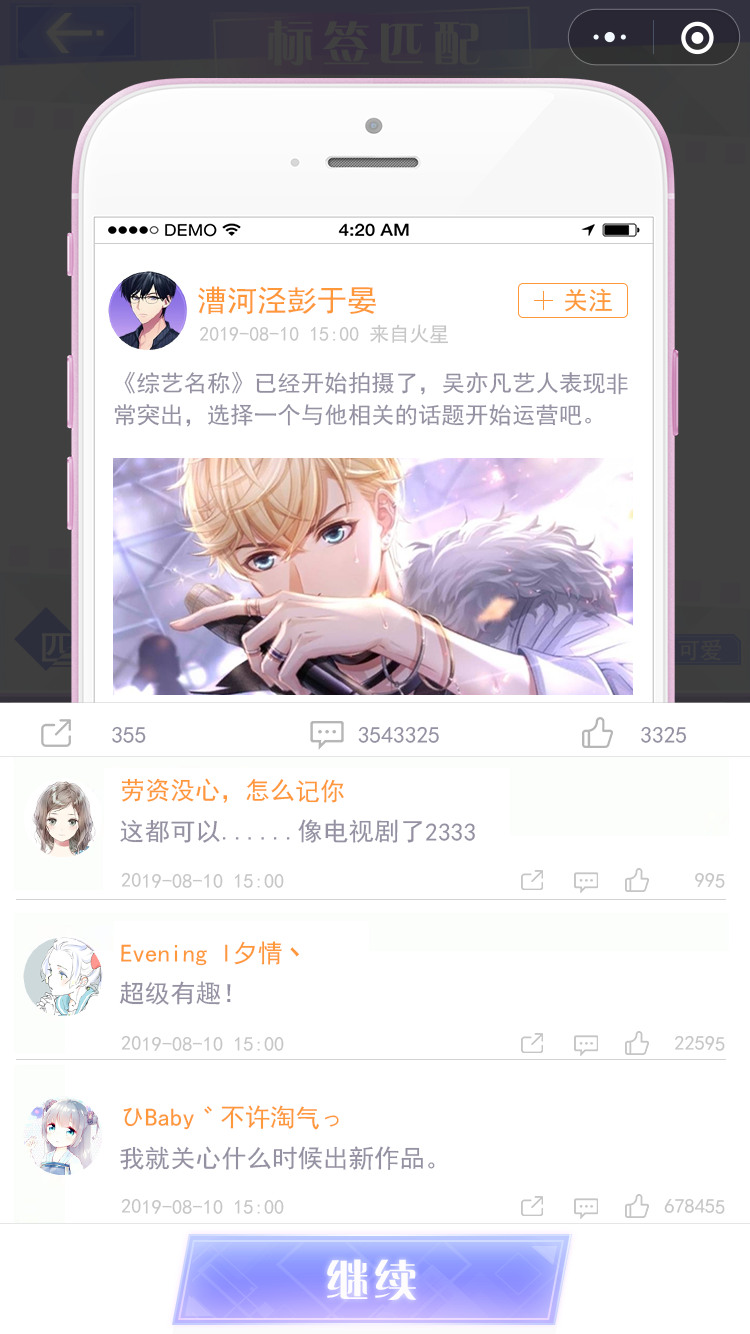 标签匹配
DEMO 4:20 AM
漕河泾彭于晏
+ 关注
2019-08-10 15:00 来自火星
《综艺名称》已经开始拍摄了，吴亦凡艺人表现非
常突出，选择一个与他相关的话题开始运营吧。
匹
可爱
355 3543325 3325
劳资没心，怎么记你
这都可以......像电视剧了2333
2019-08-10 15:00 995
Evening l夕情丶
超级有趣！
2019-08-10 15:00 22595
ひBaby〝不许淘气っ
我就关心什么时候出新作品。
2019-08-10 15:00 678455
继续